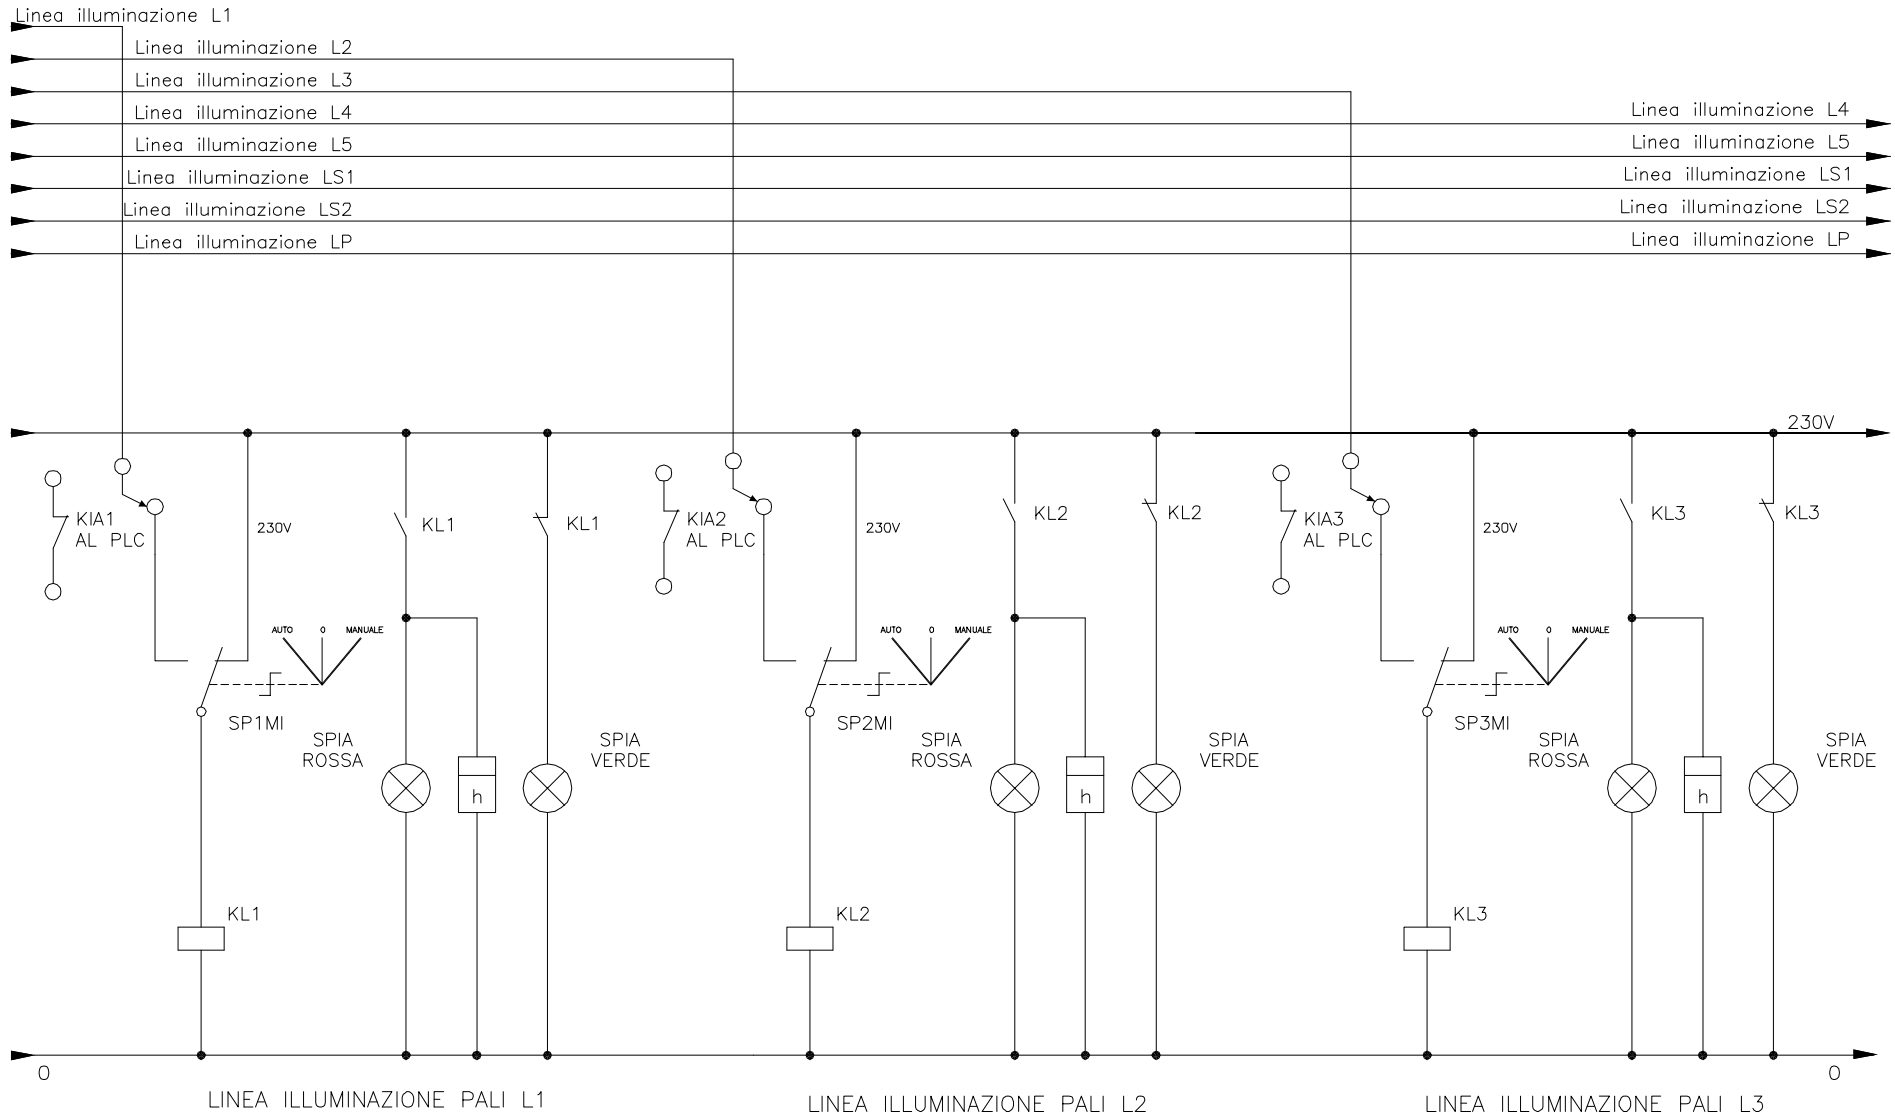 Linea illuminazione L1
Linea illuminazione L2
Linea illuminazione L3
Linea illuminazione L4
Linea illuminazione L4
Linea illuminazione L5
Linea illuminazione L5
Linea illuminazione LS1
Linea illuminazione LS1
Linea illuminazione LS2
Linea illuminazione LS2
Linea illuminazione LP
Linea illuminazione LP
230V
KIA1
AL PLC
230V
KL1
KL1
KIA2
AL PLC
230V
KL2
KL2
KIA3
AL PLC
230V
KL3
KL3
AUTO 0 MANUALE
AUTO 0 MANUALE
AUTO 0 MANUALE
SP1MI
SPIA
ROSSA
SPIA
VERDE
SP2MI
SPIA
ROSSA
SPIA
VERDE
SP3MI
SPIA
ROSSA
SPIA
VERDE
h
h
h
KL1
KL2
KL3
0
0
LINEA ILLUMINAZIONE PALI L1
LINEA ILLUMINAZIONE PALI L2
LINEA ILLUMINAZIONE PALI L3